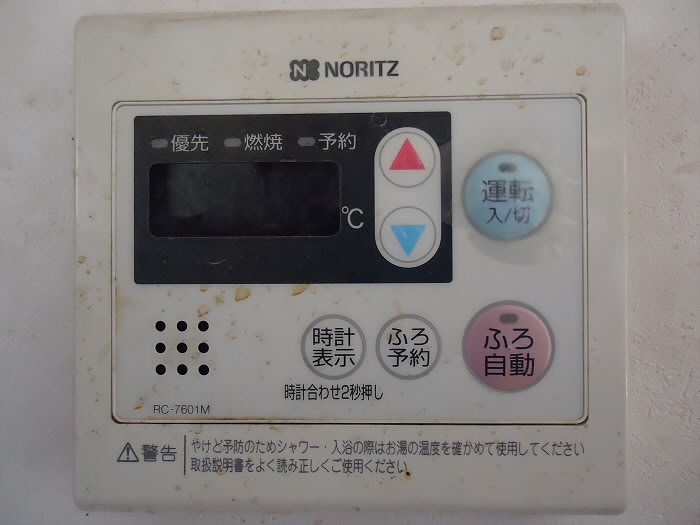 NORITZ
優先 燃焼 予約
℃
運転
入/切
時計
表示
ふろ
予約
ふろ
自動
時計合わせ2秒押し
RC-7601M
警告
やけど予防のためシャワー・入浴の際はお湯の温度を確かめて使用してください
取扱説明書をよく読み正しくご使用ください